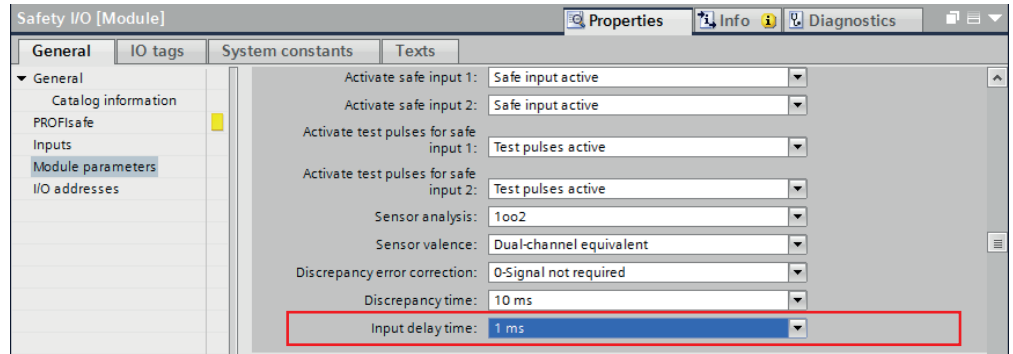 Safety I/O [Module]
Properties
Info
Diagnostics
General
IO tags
System constants
Texts
General
Catalog information
PROFIsafe
Inputs
Module parameters
I/O addresses
Activate safe input 1: Safe input active
Activate safe input 2: Safe input active
Activate test pulses for safe
input 1: Test pulses active
Activate test pulses for safe
input 2: Test pulses active
Sensor analysis: 1oo2
Sensor valence: Dual-channel equivalent
Discrepancy error correction: 0-Signal not required
Discrepancy time: 10 ms
Input delay time: 1 ms